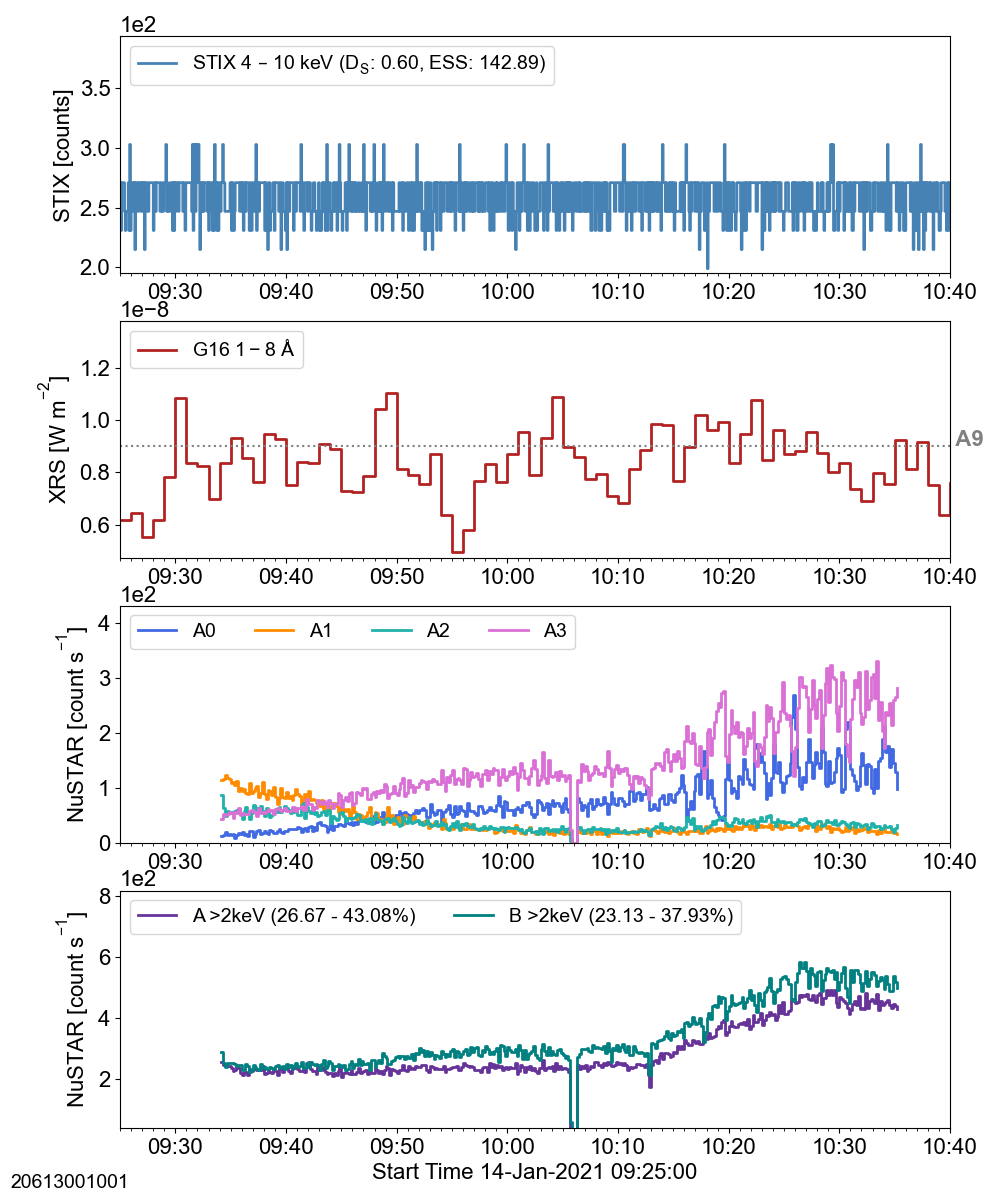 1e2
STIX 4 – 10 keV (DS: 0.60, ESS: 142.89)
STIX [counts]
3.5
3.0
2.5
2.0
09:30 09:40 09:50 10:00 10:10 10:20 10:30 10:40
1e−8
G16 1 – 8 Å
XRS [W m−2]
1.2
1.0
0.8
0.6
A9
09:30 09:40 09:50 10:00 10:10 10:20 10:30 10:40
1e2
A0 A1 A2 A3
NuSTAR [count s−1]
4
3
2
1
0
09:30 09:40 09:50 10:00 10:10 10:20 10:30 10:40
1e2
A >2keV (26.67 - 43.08%) B >2keV (23.13 - 37.93%)
NuSTAR [count s−1]
8
6
4
2
09:30 09:40 09:50 10:00 10:10 10:20 10:30 10:40
Start Time 14-Jan-2021 09:25:00
20613001001